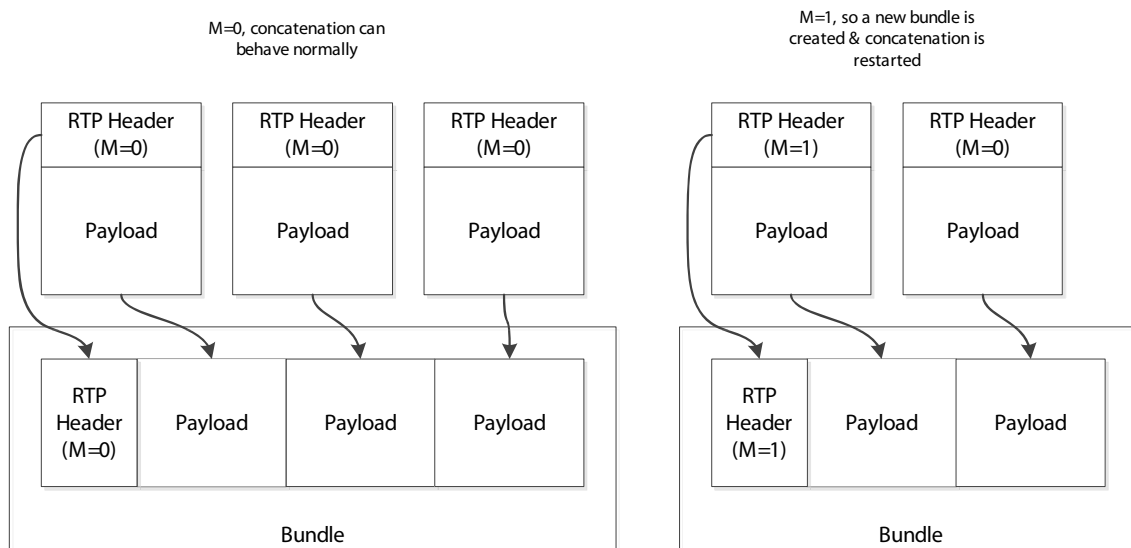 M=0, concatenation can
behave normally
M=1, so a new bundle is
created & concatenation is
restarted
RTP Header
(M=0)
RTP Header
(M=0)
RTP Header
(M=0)
RTP Header
(M=1)
RTP Header
(M=0)
Payload
Payload
Payload
Payload
Payload
RTP
Header
(M=0)
Payload
Payload
Payload
RTP
Header
(M=1)
Payload
Payload
Bundle
Bundle